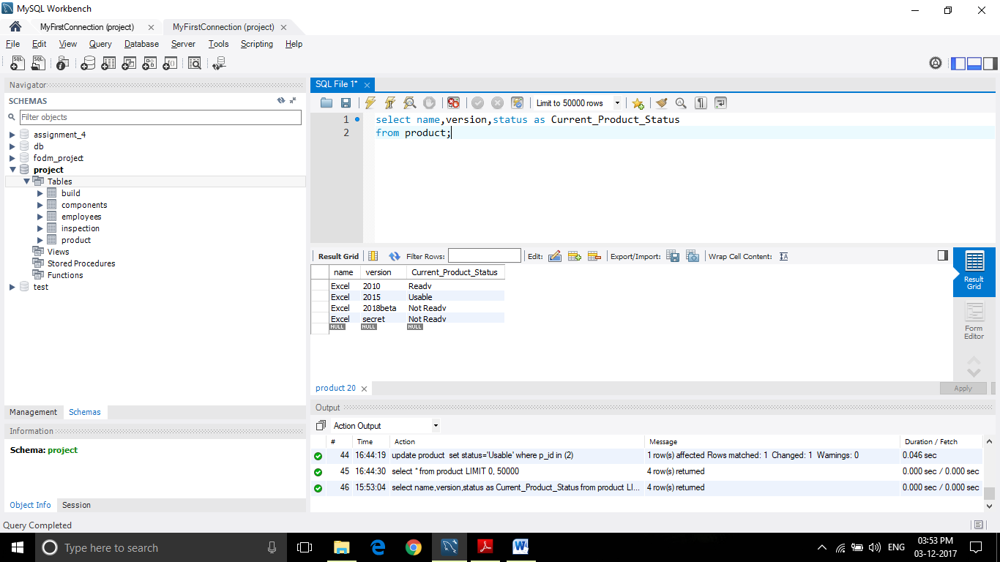 MySQL Workbench
MyFirstConnection (project) MyFirstConnection (project)
File Edit View Query Database Server Tools Scripting Help
Navigator
SCHEMAS
Filter objects
assignment_4
db
fodm_project
project
Tables
build
components
employees
inspection
product
Views
Stored Procedures
Functions
test
Management Schemas
Information
Schema: project
Object Info Session
SQL File 1*
Limit to 50000 rows
1 select name,version,status as Current_Product_Status
2 from product;
Result Grid Filter Rows: Edit: Export/Import: Wrap Cell Content:
name version Current_Product_Status
Excel 2010 Ready
Excel 2015 Usable
Excel 2018beta Not Ready
Excel secret Not Ready
NULL NULL NULL
Result
Grid
Form
Editor
product 20
Apply
Output
Action Output
# Time Action Message Duration / Fetch
44 16:44:19 update product set status='Usable' where p_id in (2) 1 row(s) affected Rows matched: 1 Changed: 1 Warnings: 0 0.046 sec
45 16:44:30 select * from product LIMIT 0, 50000 4 row(s) returned 0.000 sec / 0.000 sec
46 15:53:04 select name,version,status as Current_Product_Status from product LI... 4 row(s) returned 0.000 sec / 0.000 sec
Query Completed
Type here to search
ENG
03:53 PM
03-12-2017